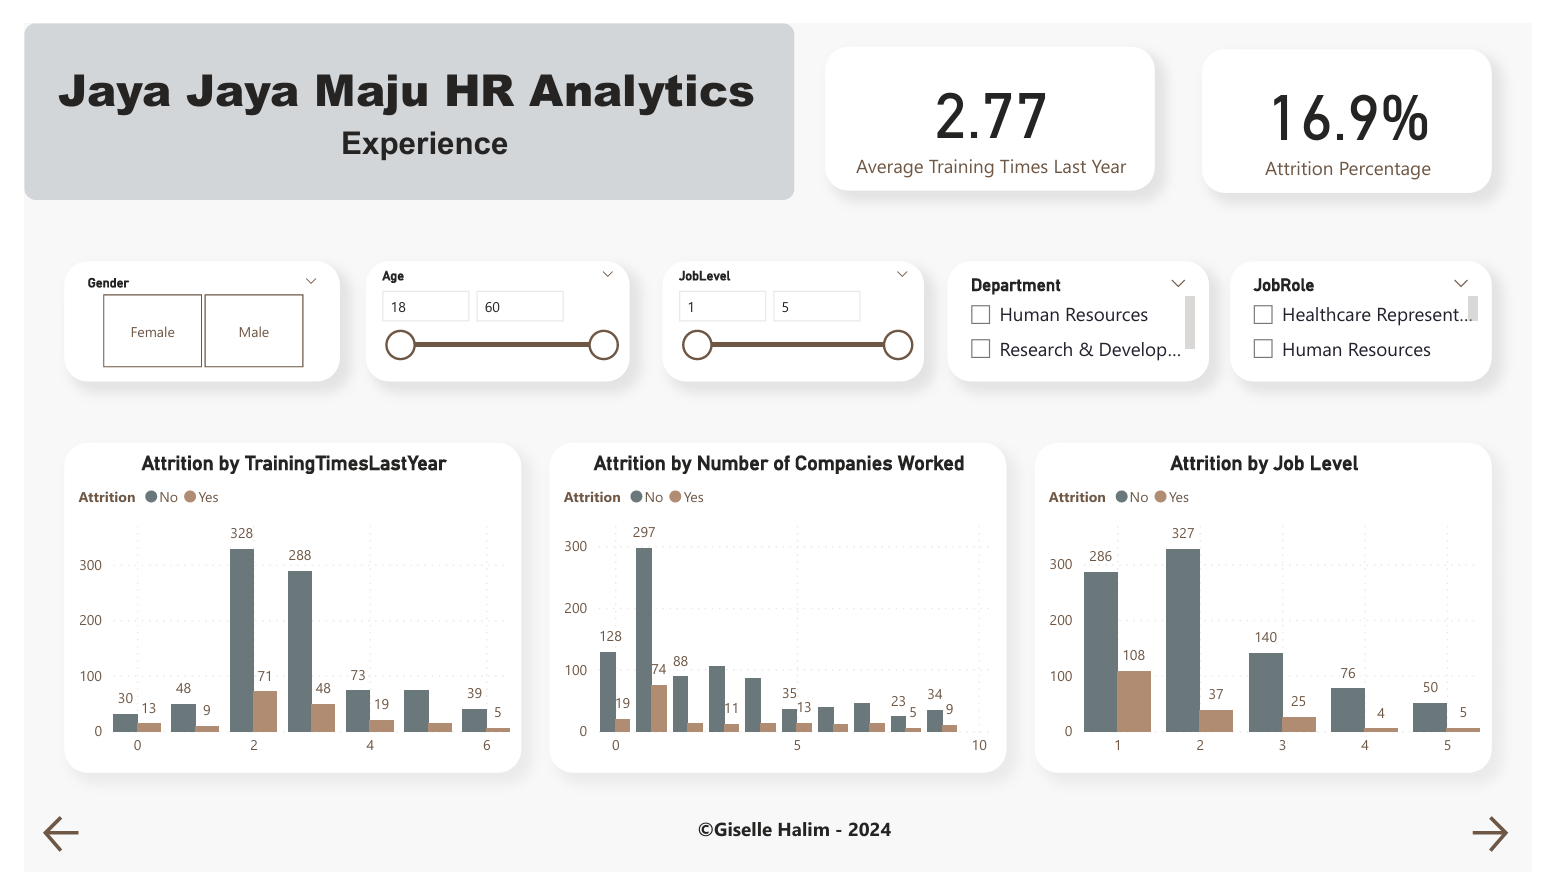 Jaya Jaya Maju HR Analytics
Experience
2.77
Average Training Times Last Year
16.9%
Attrition Percentage
Gender
Female
Male
Age
18
60
JobLevel
1
5
Department
Human Resources
Research & Develop...
JobRole
Healthcare Represent...
Human Resources
Attrition by TrainingTimesLastYear
Attrition No Yes
328
288
300
200
100
73
71
48
48
39
30
13
9
19
5
0
0 2 4 6
Attrition by Number of Companies Worked
Attrition No Yes
297
300
200
128
100
74
88
19
11
35
13
23
5
34
9
0
0 5 10
Attrition by Job Level
Attrition No Yes
327
286
300
200
140
108
100
76
37
25
4
50
5
0
1 2 3 4 5
©Giselle Halim - 2024